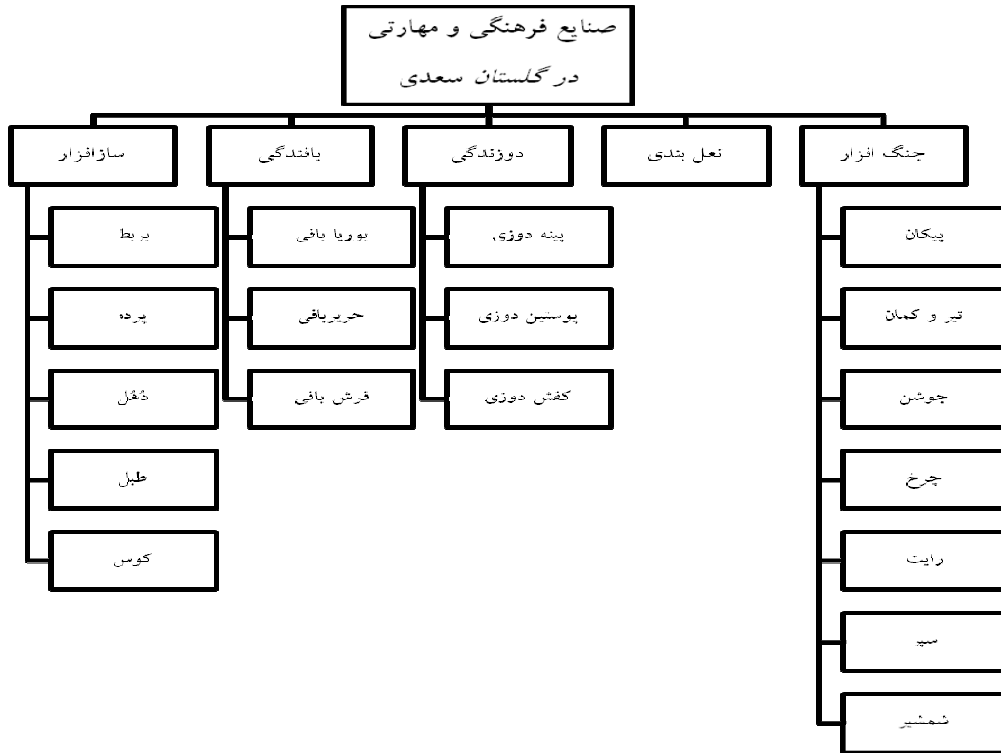 صنایع فرهنگی و مهارتی
در گلستان سعدی
جنگ افزار
نعل بندی
دوزندگی
بافندگی
سازافزار
پیکان
تیر و کمان
جوشن
چرخ
رایت
سپر
شمشیر
پینه دوزی
پوستین دوزی
کفش دوزی
بوریا بافی
حریربافی
فرش بافی
بربط
پرده
دُهُل
طبل
کوس